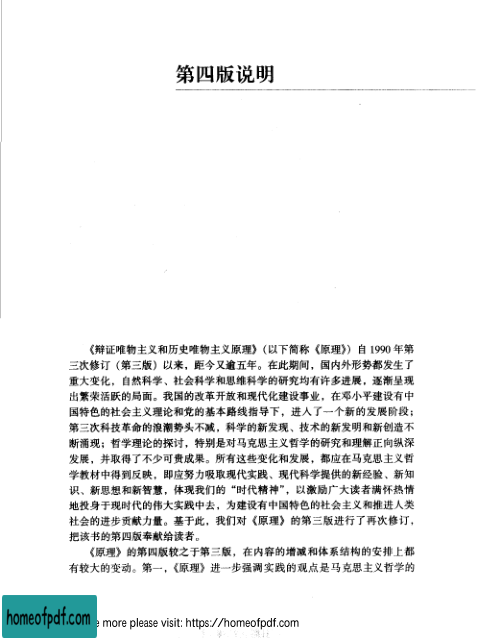 第四版说明
《辩证唯物主义和历史唯物主义原理》(以下简称《原理》)自1990年第
三次修订(第三版)以来,距今又逾五年。在此期间,国内外形势都发生了
重大变化,自然科学、社会科学和思维科学的研究均有许多进展,逐渐呈现
出繁荣活跃的局面。我国的改革开放和现代化建设事业,在邓小平建设有中
国特色的社会主义理论和党的基本路线指导下,进入了一个新的发展阶段;
第三次科技革命的浪潮势头不减,科学的新发现、技术的新发明和新创造不
断涌现;哲学理论的探讨,特别是对马克思主义哲学的研究和理解正向纵深
发展,并取得了不少可贵成果。所有这些变化和发展,都应在马克思主义哲
学教材中得到反映,即应努力吸取现代实践、现代科学提供的新经验、新知
识、新思想和新智慧,体现我们的“时代精神”,以激励广大读者满怀热情
地投身于现时代的伟大实践中去,为建设有中国特色的社会主义和推进人类
社会的进步贡献力量。基于此,我们对《原理》的第三版进行了再次修订,
把该书的第四版奉献给读者。
《原理》的第四版较之于第三版,在内容的增减和体系结构的安排上都
有较大的变动。第一,《原理》进一步强调实践的观点是马克思主义哲学的
homeofpdf.com
e more please visit: https://homeofpdf.com